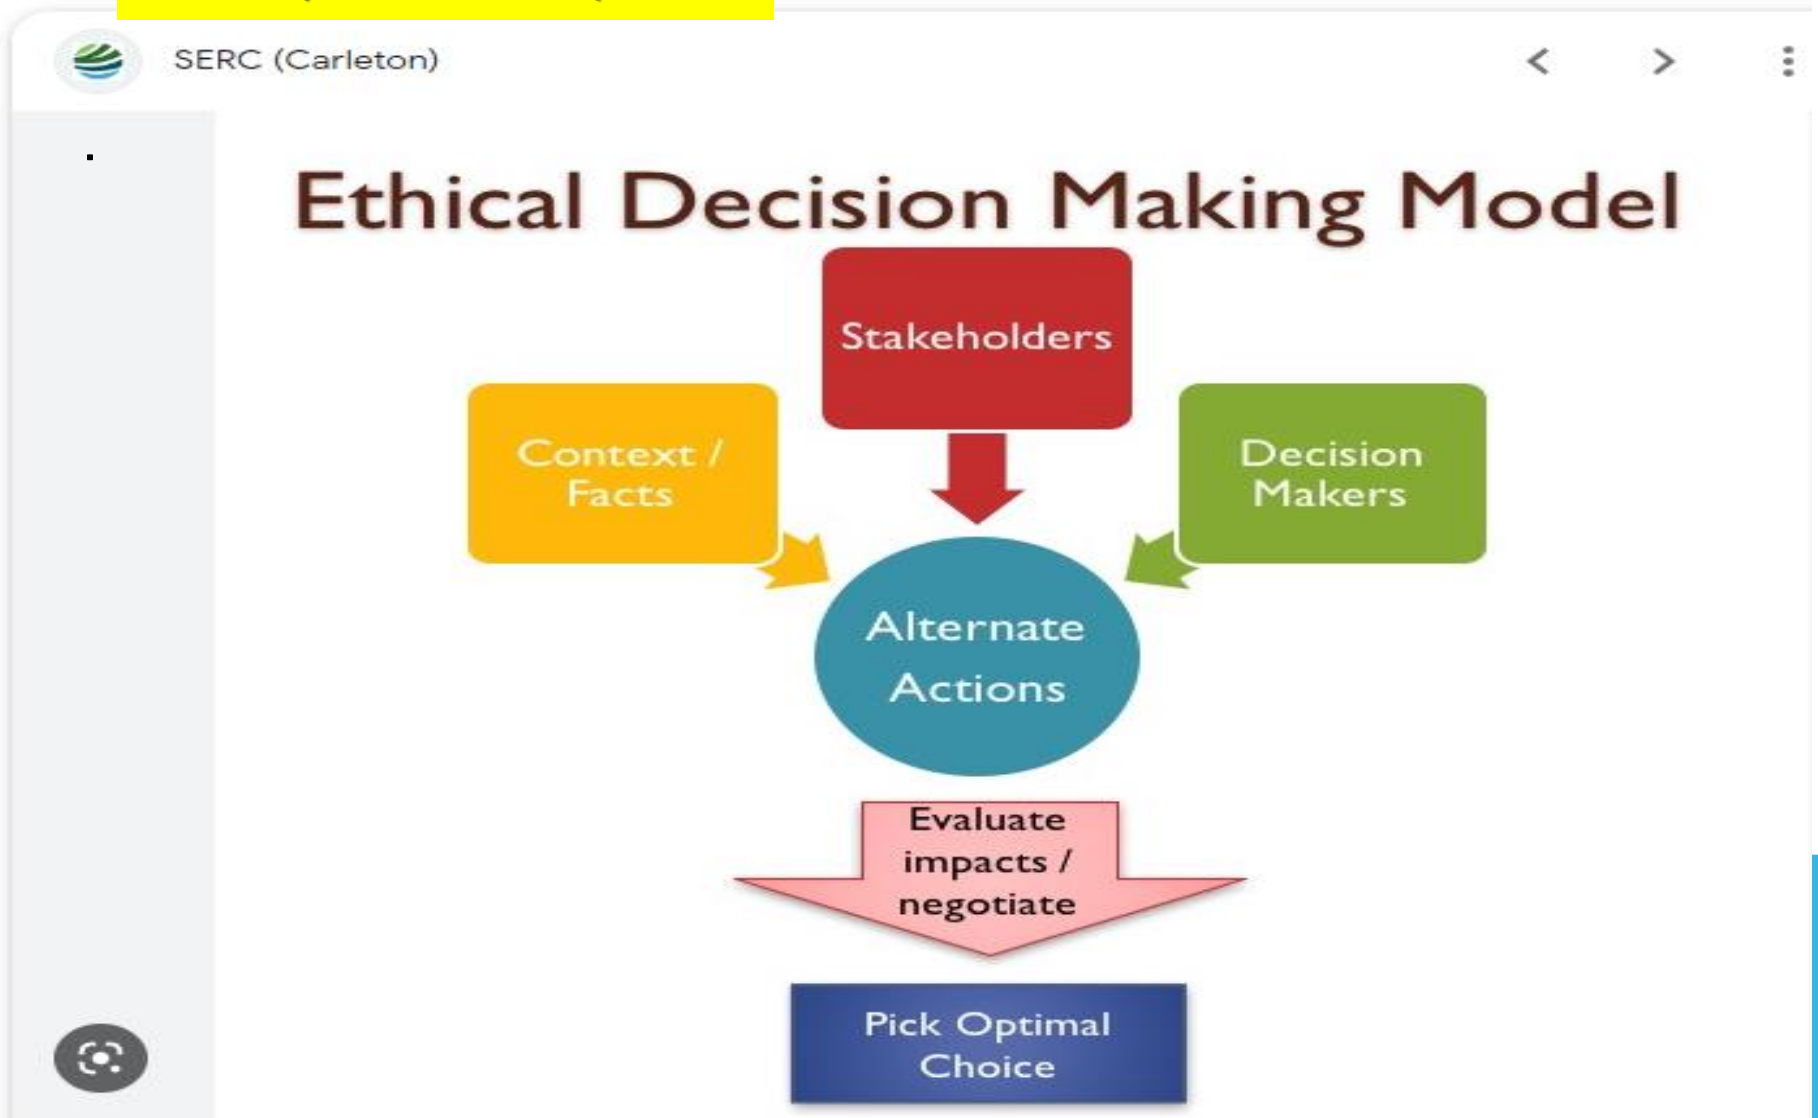 SERC (Carleton)
Ethical Decision Making Model
Stakeholders
Context /
Facts
Decision
Makers
Alternate
Actions
Evaluate
impacts /
negotiate
Pick Optimal
Choice